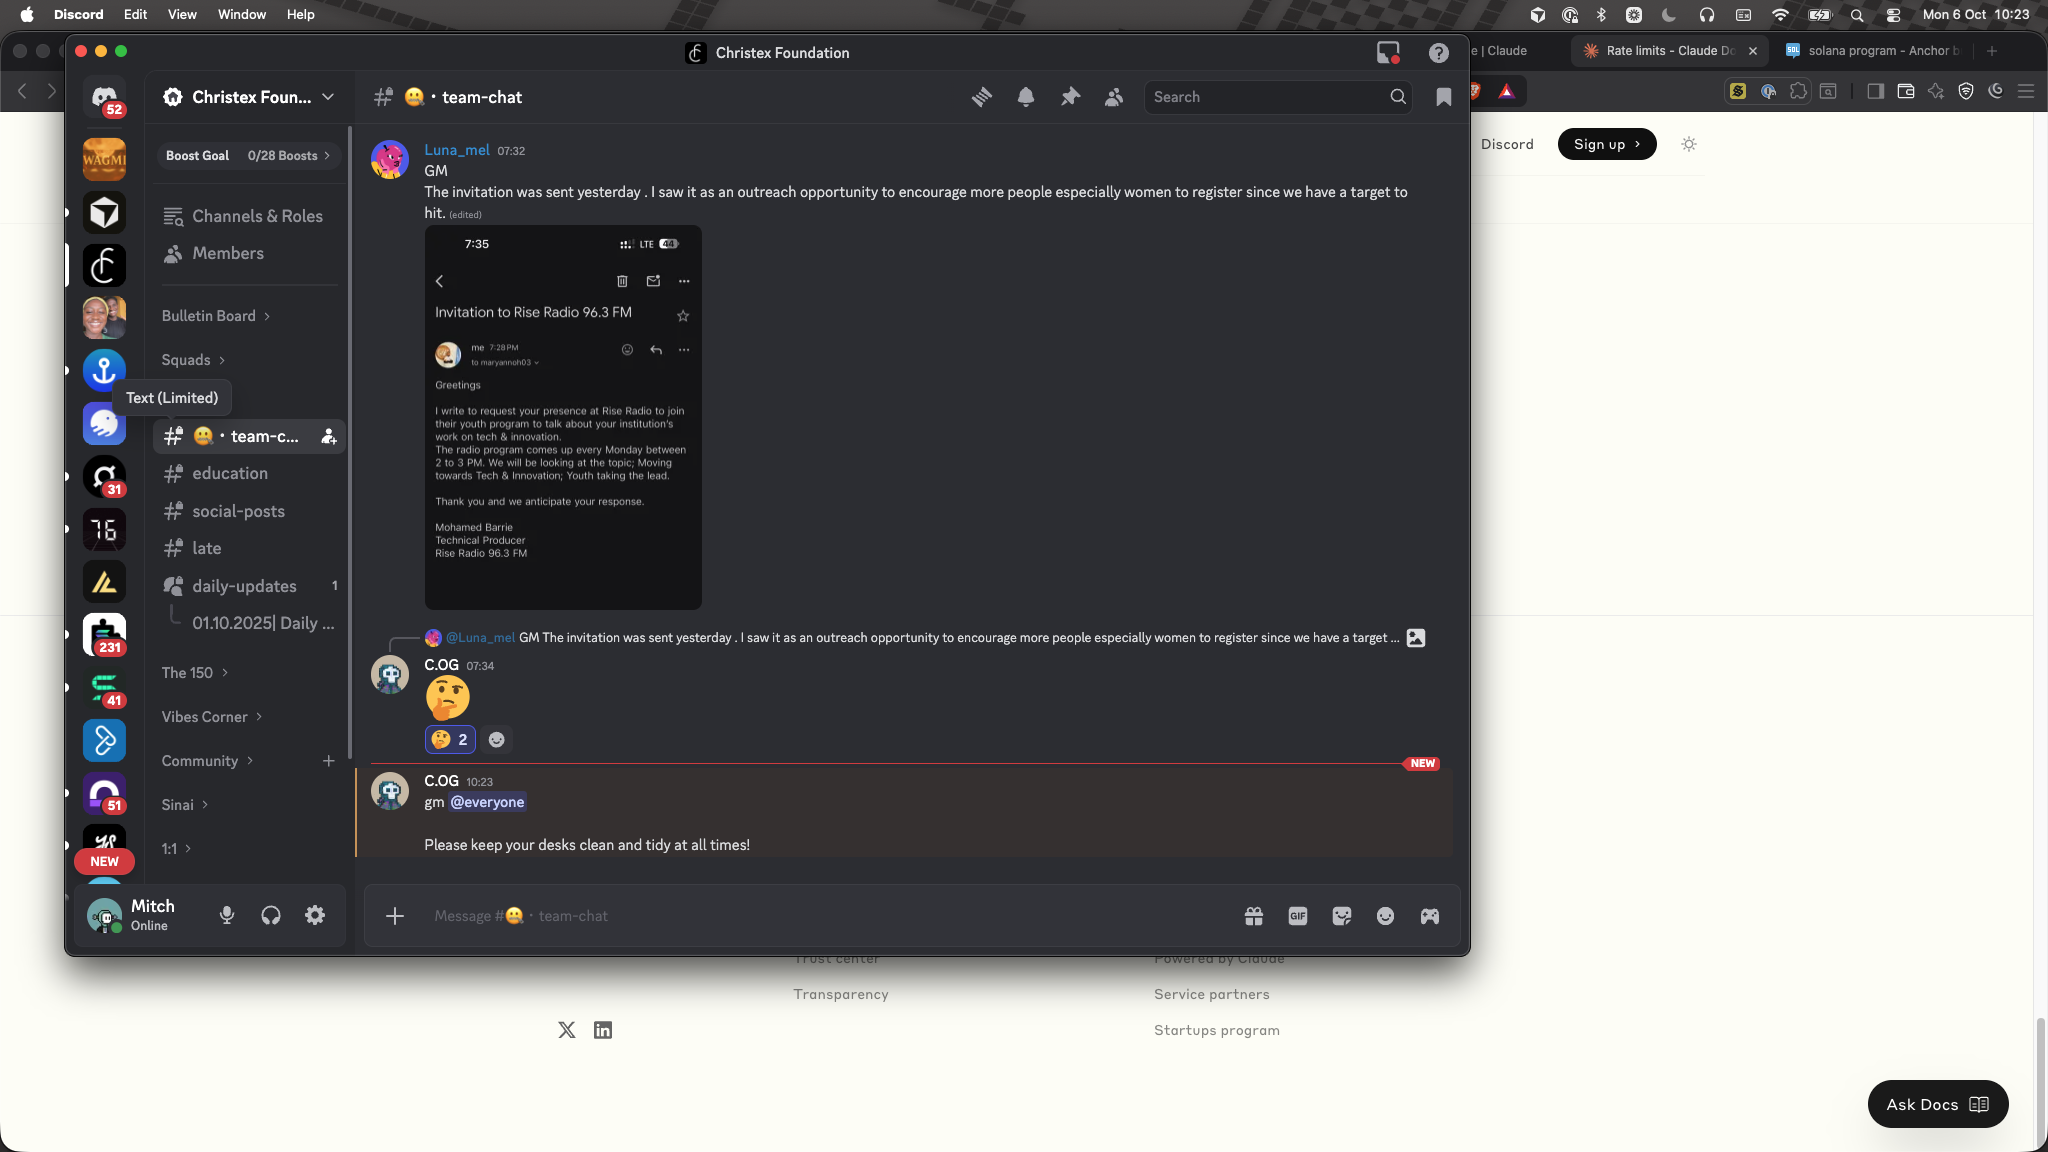 Discord Edit View Window Help
Mon 6 Oct 10:23
Christex Foundation
e | Claude
Rate limits - Claude Do
solana program - Anchor b
52
Christex Foun...
🤐・team-chat
Search
WAGMI
Boost Goal 0/28 Boosts
Channels & Roles
Members
Bulletin Board
Squads
Text (Limited)
🤐・team-c...
education
social-posts
late
daily-updates 1
01.10.2025| Daily ...
The 150
Vibes Corner
Community
Sinai
1:1
31
76
231
41
51
NEW
Mitch
Online
Luna_mel 07:32
GM
The invitation was sent yesterday . I saw it as an outreach opportunity to encourage more people especially women to register since we have a target to
hit. (edited)
7:35
LTE 44
Invitation to Rise Radio 96.3 FM
me 7:28 PM
to maryannoh03
Greetings
I write to request your presence at Rise Radio to join
their youth program to talk about your institution's
work on tech & innovation.
The radio program comes up every Monday between
2 to 3 PM. We will be looking at the topic; Moving
towards Tech & Innovation; Youth taking the lead.
Thank you and we anticipate your response.
Mohamed Barrie
Technical Producer
Rise Radio 96.3 FM
@Luna_mel GM The invitation was sent yesterday . I saw it as an outreach opportunity to encourage more people especially women to register since we have a target ...
C.OG 07:34
🤔
🤔 2
NEW
C.OG 10:23
gm @everyone
Please keep your desks clean and tidy at all times!
Message #🤐・team-chat
GIF
Discord
Sign up
Trust center
Powered by Claude
Transparency
Service partners
Startups program
Ask Docs